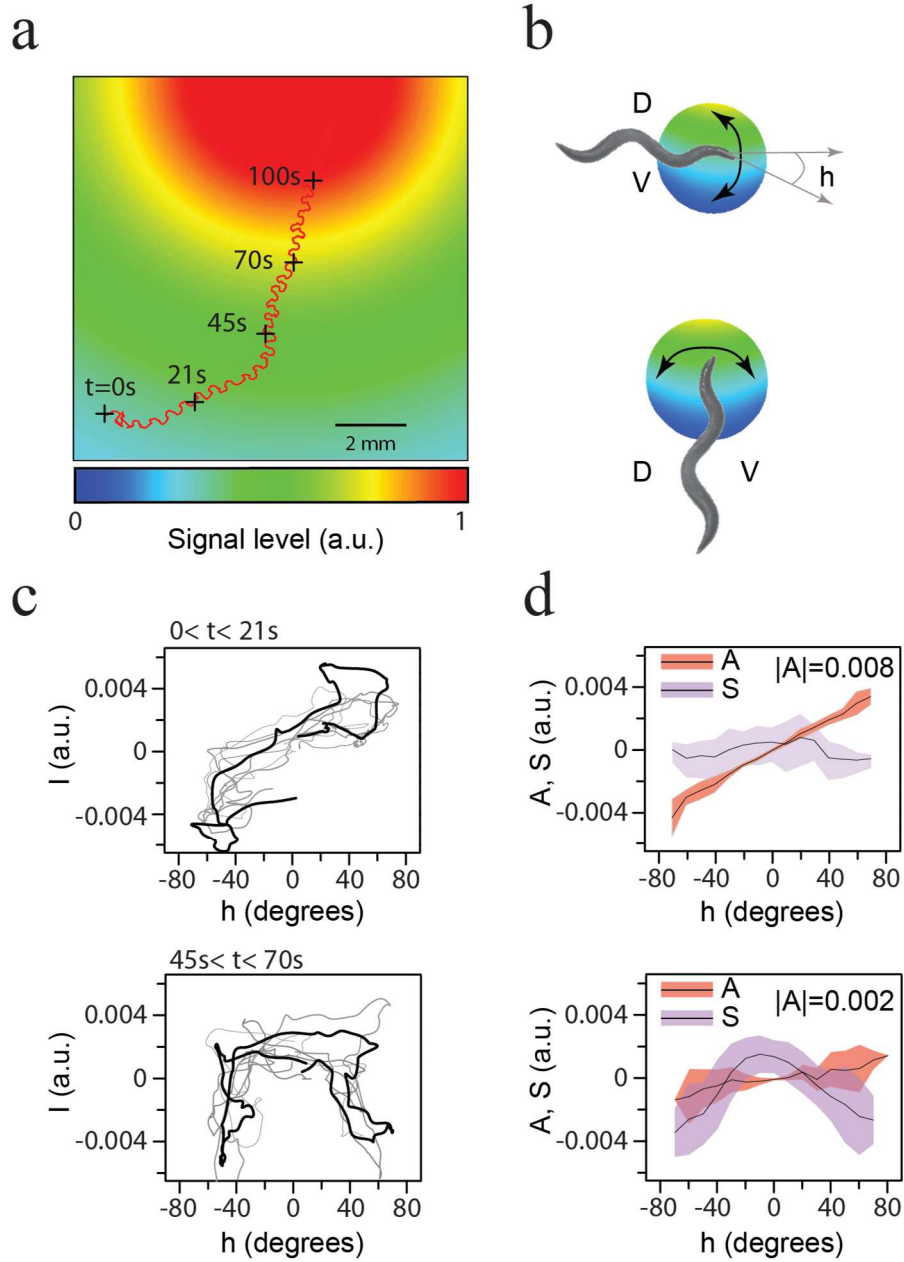 a
100s
70s
45s
21s
t=0s
2 mm
0
1
Signal level (a.u.)
b
D
V
h
D
V
c
0< t< 21s
0.004
0
-0.004
I (a.u.)
-80 -40 0 40 80
h (degrees)
45s< t< 70s
0.004
0
-0.004
I (a.u.)
-80 -40 0 40 80
h (degrees)
d
A
S
|A|=0.008
0.004
0
-0.004
A, S (a.u.)
-80 -40 0 40 80
h (degrees)
A
S
|A|=0.002
0.004
0
-0.004
A, S (a.u.)
-80 -40 0 40 80
h (degrees)